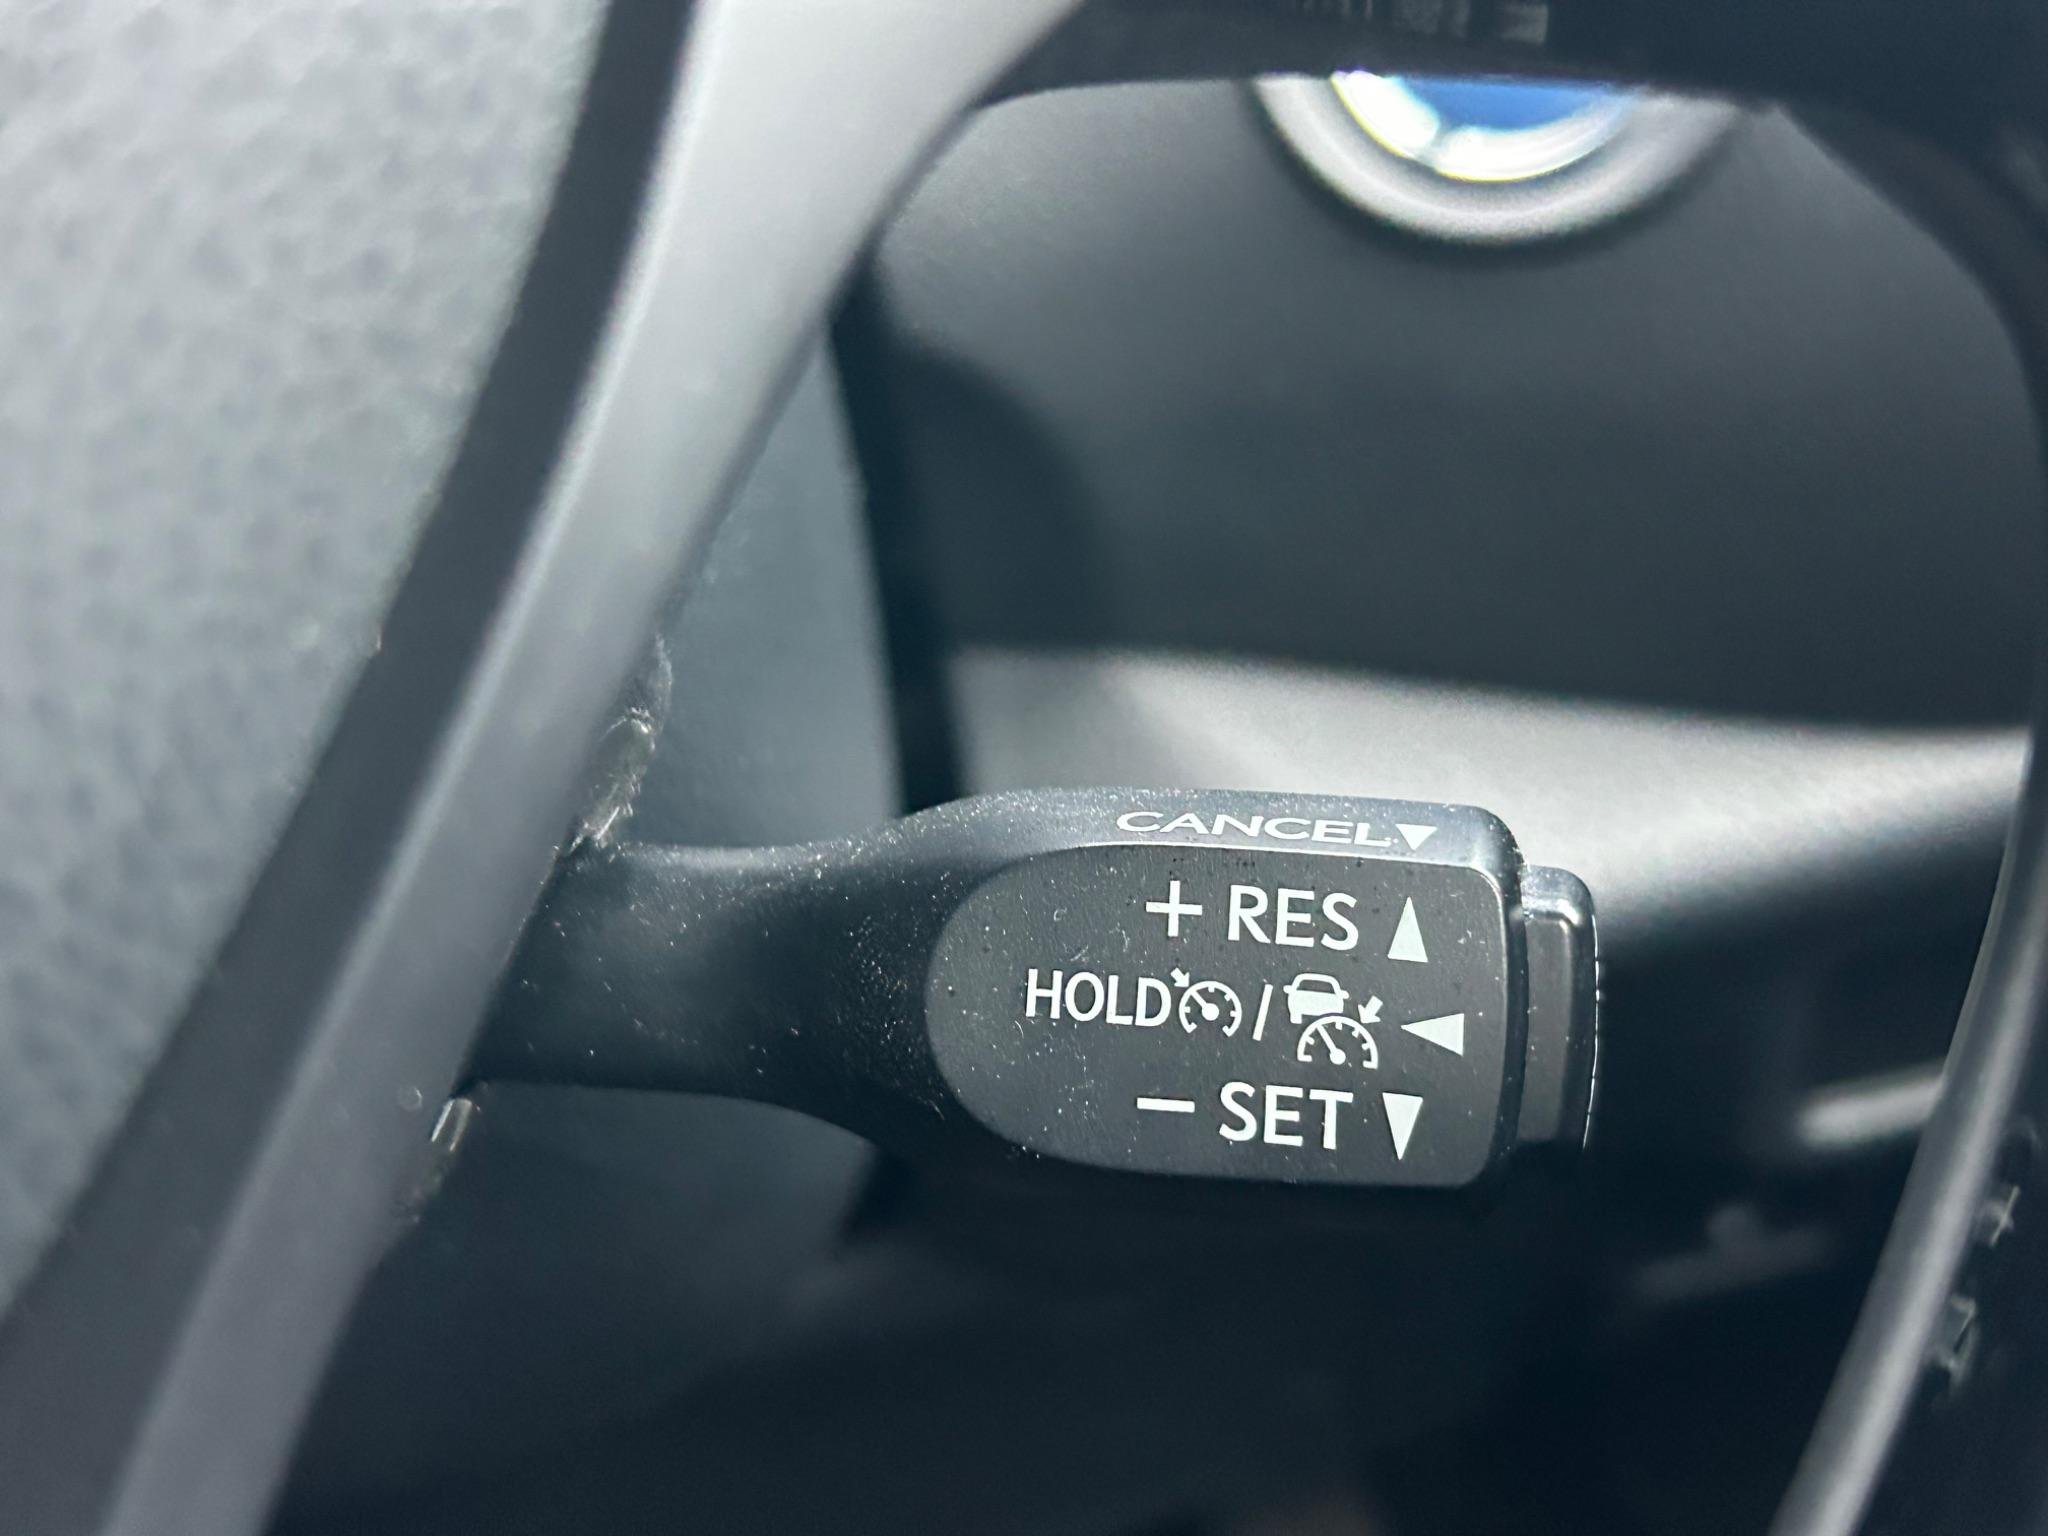 CANCEL▼
+ RES ▲
HOLD / ◀
− SET ▼